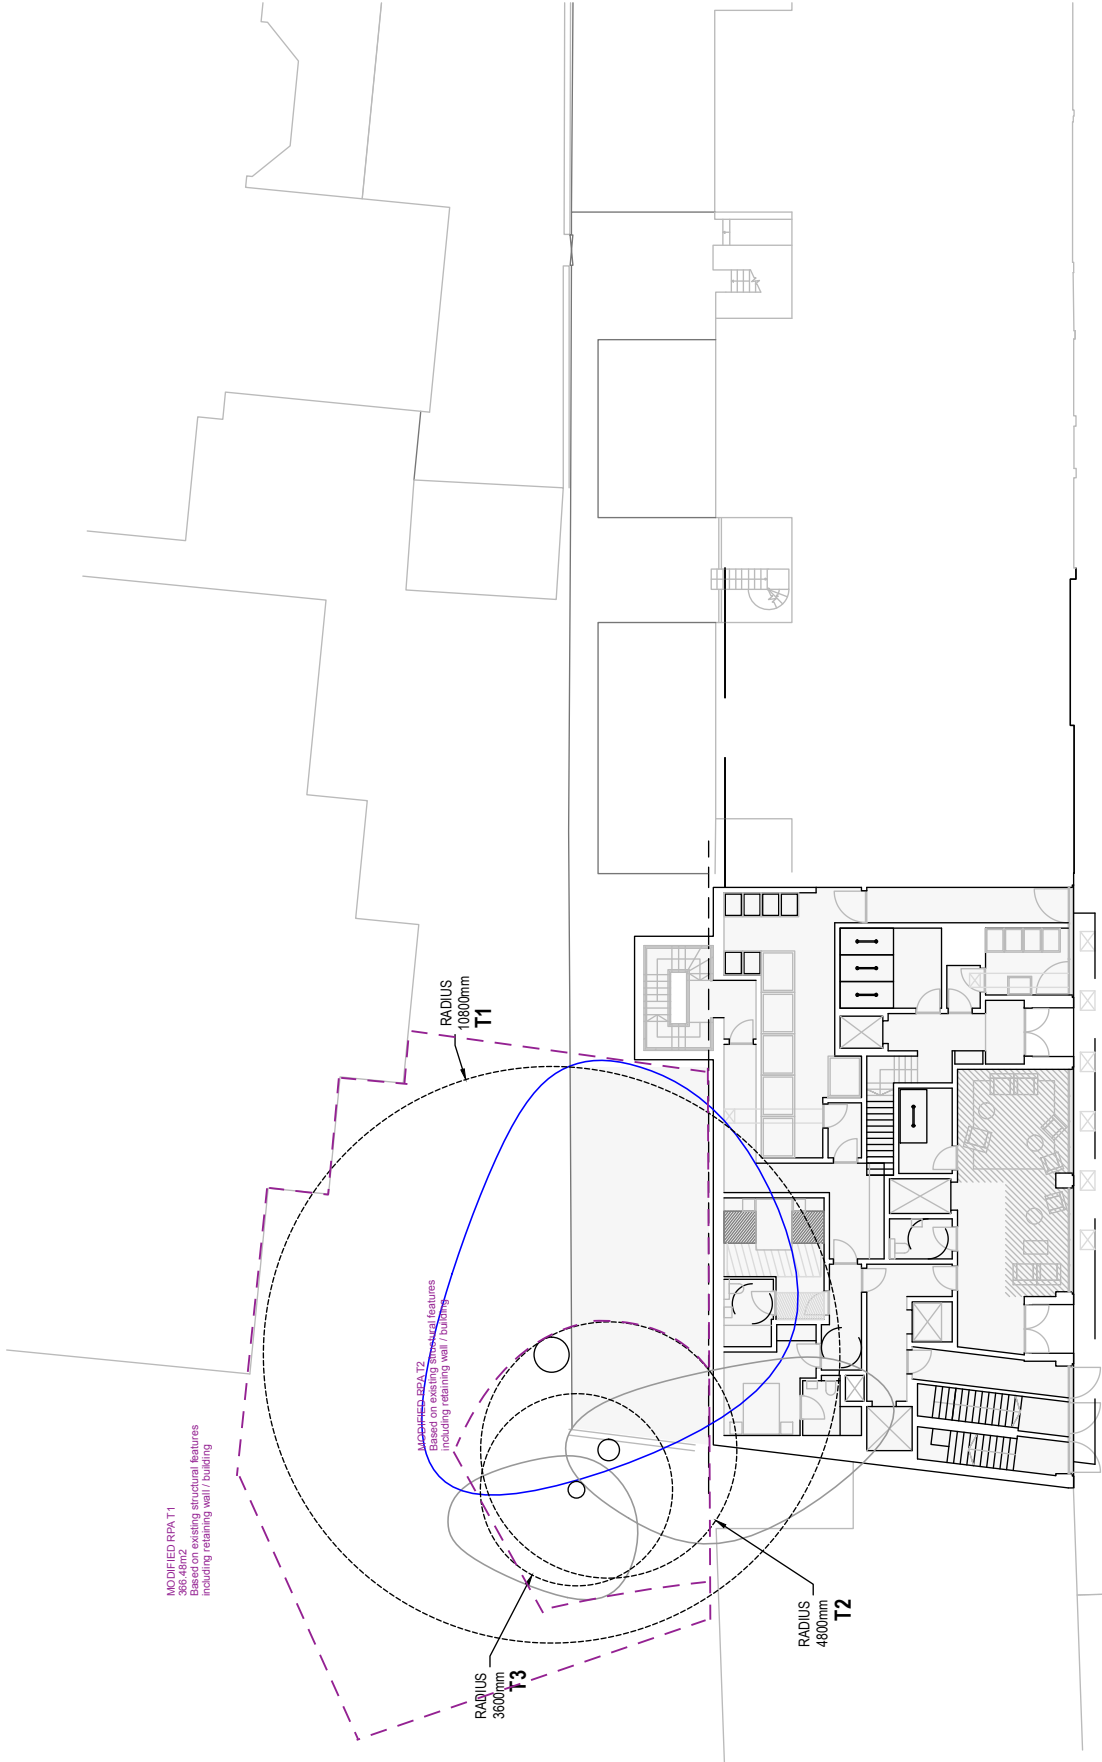 RADIUS
10800mm
T1
MODIFIED RPA T2
Based on existing structural features
including retaining wall / building
MODIFIED RPA T1
366.48m2
Based on existing structural features
including retaining wall / building
RADIUS
4800mm
T2
RADIUS
3600mm
T3